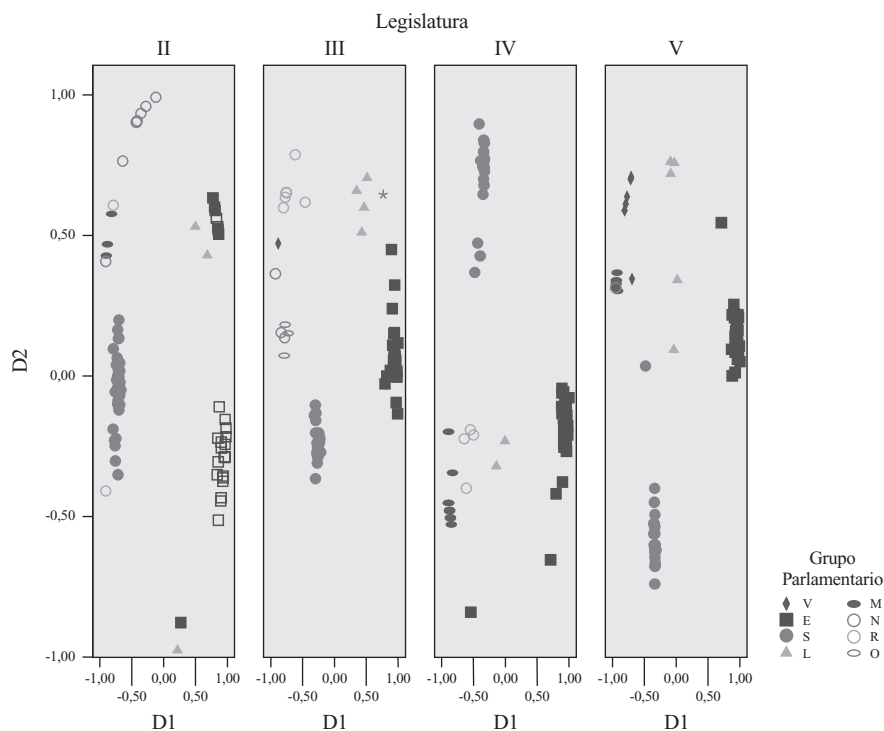 Legislatura
II III IV V
1,00
0,50
0,00
-0,50
-1,00
D2
-1,00 0,00 1,00 -1,00 0,00 1,00 -1,00 0,00 1,00 -1,00 0,00 1,00
-0,50 0,50 -0,50 0,50 -0,50 0,50 -0,50 0,50
D1 D1 D1 D1
Grupo
Parlamentario
V M
E N
S R
L O